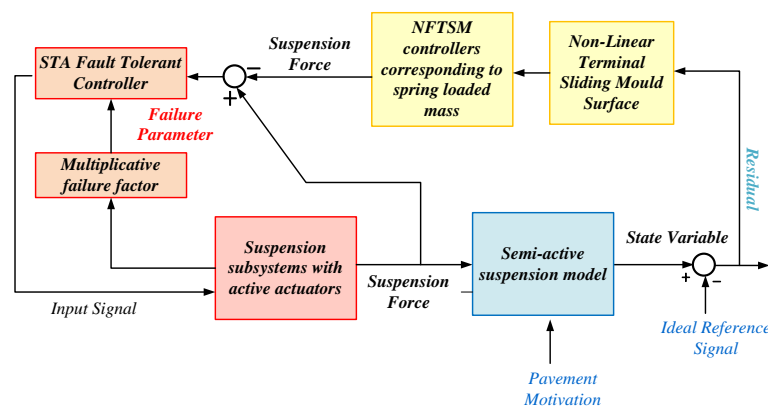 STA Fault Tolerant
Controller
Suspension
Force
NFTSM
controllers
corresponding to
spring loaded
mass
Non-Linear
Terminal
Sliding Mould
Surface
−
+
Failure
Parameter
Multiplicative
failure factor
Residual
Suspension
subsystems with
active actuators
Suspension
Force
Semi-active
suspension model
State Variable
+
−
Input Signal
Ideal Reference
Signal
Pavement
Motivation